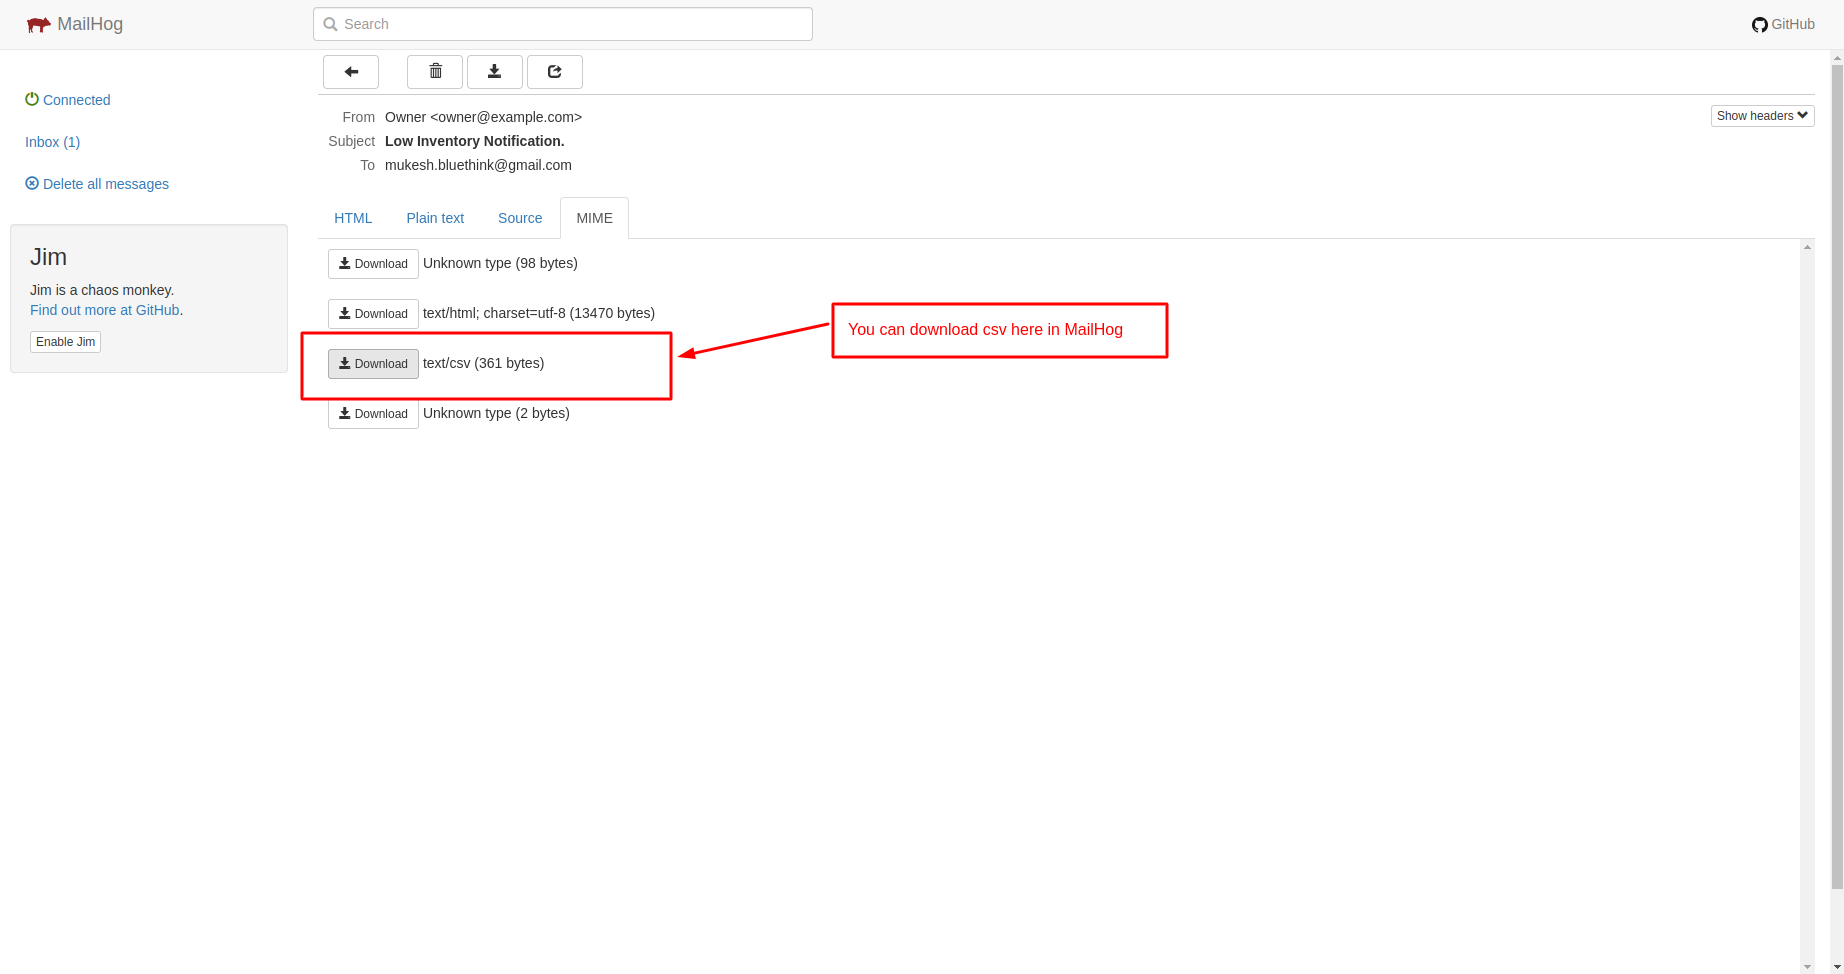 MailHog
Search
GitHub
Connected
Inbox (1)
Delete all messages
Jim
Jim is a chaos monkey.
Find out more at GitHub.
Enable Jim
From Owner <owner@example.com>
Show headers
Subject Low Inventory Notification.
To mukesh.bluethink@gmail.com
HTML Plain text Source MIME
Download Unknown type (98 bytes)
Download text/html; charset=utf-8 (13470 bytes)
You can download csv here in MailHog
Download text/csv (361 bytes)
Download Unknown type (2 bytes)